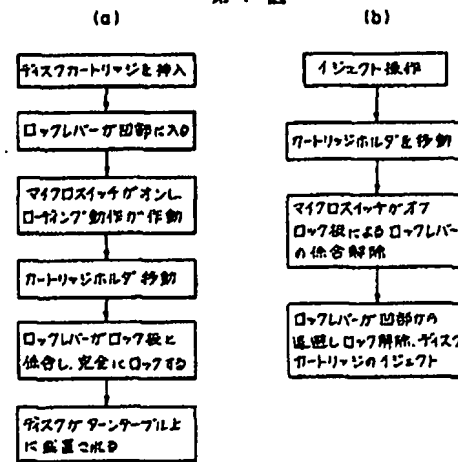 (a)
ディスクカートリッジを挿入
ロックレバーが凹部に入る
マイクロスイッチがオンし
ローディング動作が作動
カートリッジホルダ移動
ロックレバーがロック板と
係合し、完全にロックする
ディスクがターンテーブル上
に載置される
(b)
イジェクト操作
カートリッジホルダを移動
マイクロスイッチがオフ
ロック板によるロックレバー
の係合解除
ロックレバーが凹部から
退避しロック解除、ディスク
カートリッジのイジェクト